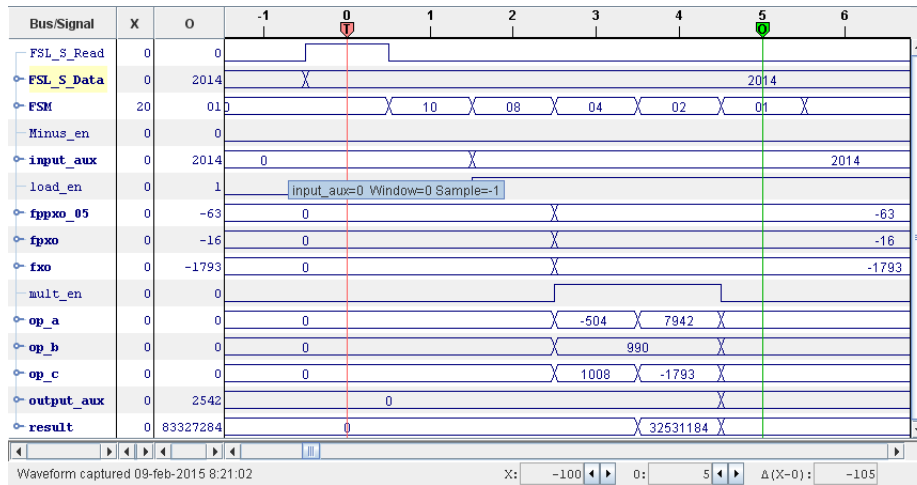 Bus/Signal X O -1 0 1 2 3 4 5 6
T O
FSL_S_Read 0 0
FSL_S_Data 0 2014 2014
FSM 20 01 10 08 04 02 01
Minus_en 0 0
input_aux 0 2014 0 2014
load_en 0 1
input_aux=0 Window=0 Sample=-1
fppxo_05 0 -63 0 -63
fpxo 0 -16 0 -16
fxo 0 -1793 0 -1793
mult_en 0 0
op_a 0 0 0 -504 7942
op_b 0 0 0 990
op_c 0 0 0 1008 -1793
output_aux 0 2542 0
result 0 83327284 0 32531184
Waveform captured 09-feb-2015 8:21:02 X: -100 O: 5 Δ(X-O): -105